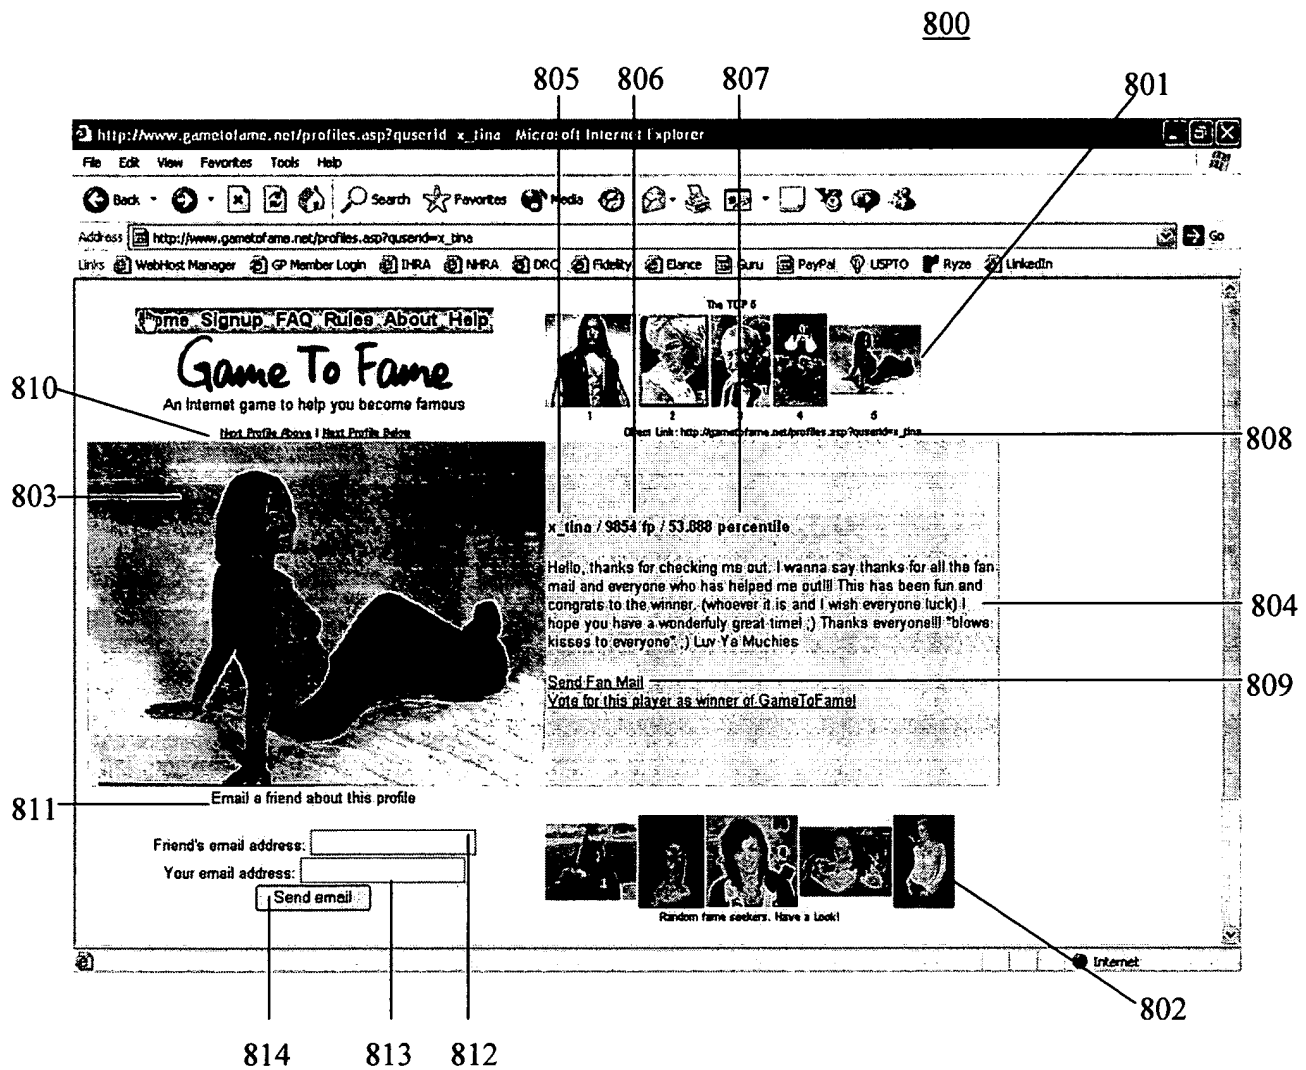 800
805 806 807 801
http://www.gametofame.net/profiles.asp?quserid x_tina Microsoft Internet Explorer
File Edit View Favorites Tools Help
Back Search Favorites Media
Address http://www.gametofame.net/profiles.asp?quserid=x_tina Go
Links WebHost Manager GP Member Login IHRA NHRA DRC Fidelity Elance Guru PayPal USPTO Ryze LinkedIn
The TOP 5
Home Signup FAQ Rules About Help
Game To Fame
An Internet game to help you become famous
1 2 3 4 5
810
Next Profile Above | Next Profile Below
Direct Link: http://gametofame.net/profiles.asp?quserid=x_tina
808
803
x_tina / 9854 fp / 53.888 percentile
Hello, thanks for checking me out. I wanna say thanks for all the fan
mail and everyone who has helped me out!!! This has been fun and
congrats to the winner. (whoever it is and I wish everyone luck) I
hope you have a wonderfuly great time! ;) Thanks everyone!!! "blows
kisses to everyone" ;) Luv Ya Muchies
804
Send Fan Mail
809
Vote for this player as winner of GameToFame!
811
Email a friend about this profile
Friend's email address:
Your email address:
Send email
Random fame seekers. Have a Look!
Internet
802
814 813 812